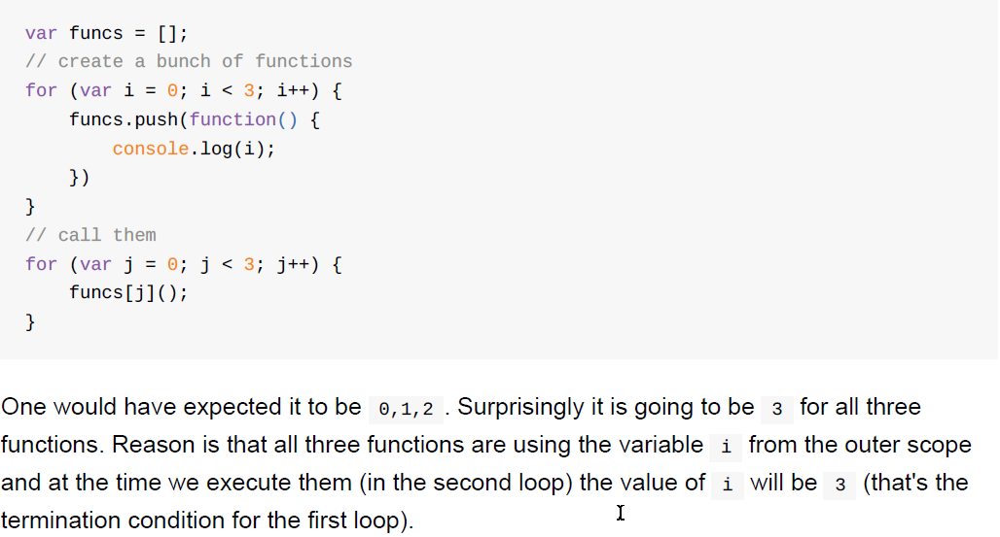 var funcs = [];
// create a bunch of functions
for (var i = 0; i < 3; i++) {
    funcs.push(function() {
        console.log(i);
    })
}
// call them
for (var j = 0; j < 3; j++) {
    funcs[j]();
}
One would have expected it to be 0,1,2 . Surprisingly it is going to be 3 for all three
functions. Reason is that all three functions are using the variable i from the outer scope
and at the time we execute them (in the second loop) the value of i will be 3 (that's the
termination condition for the first loop).